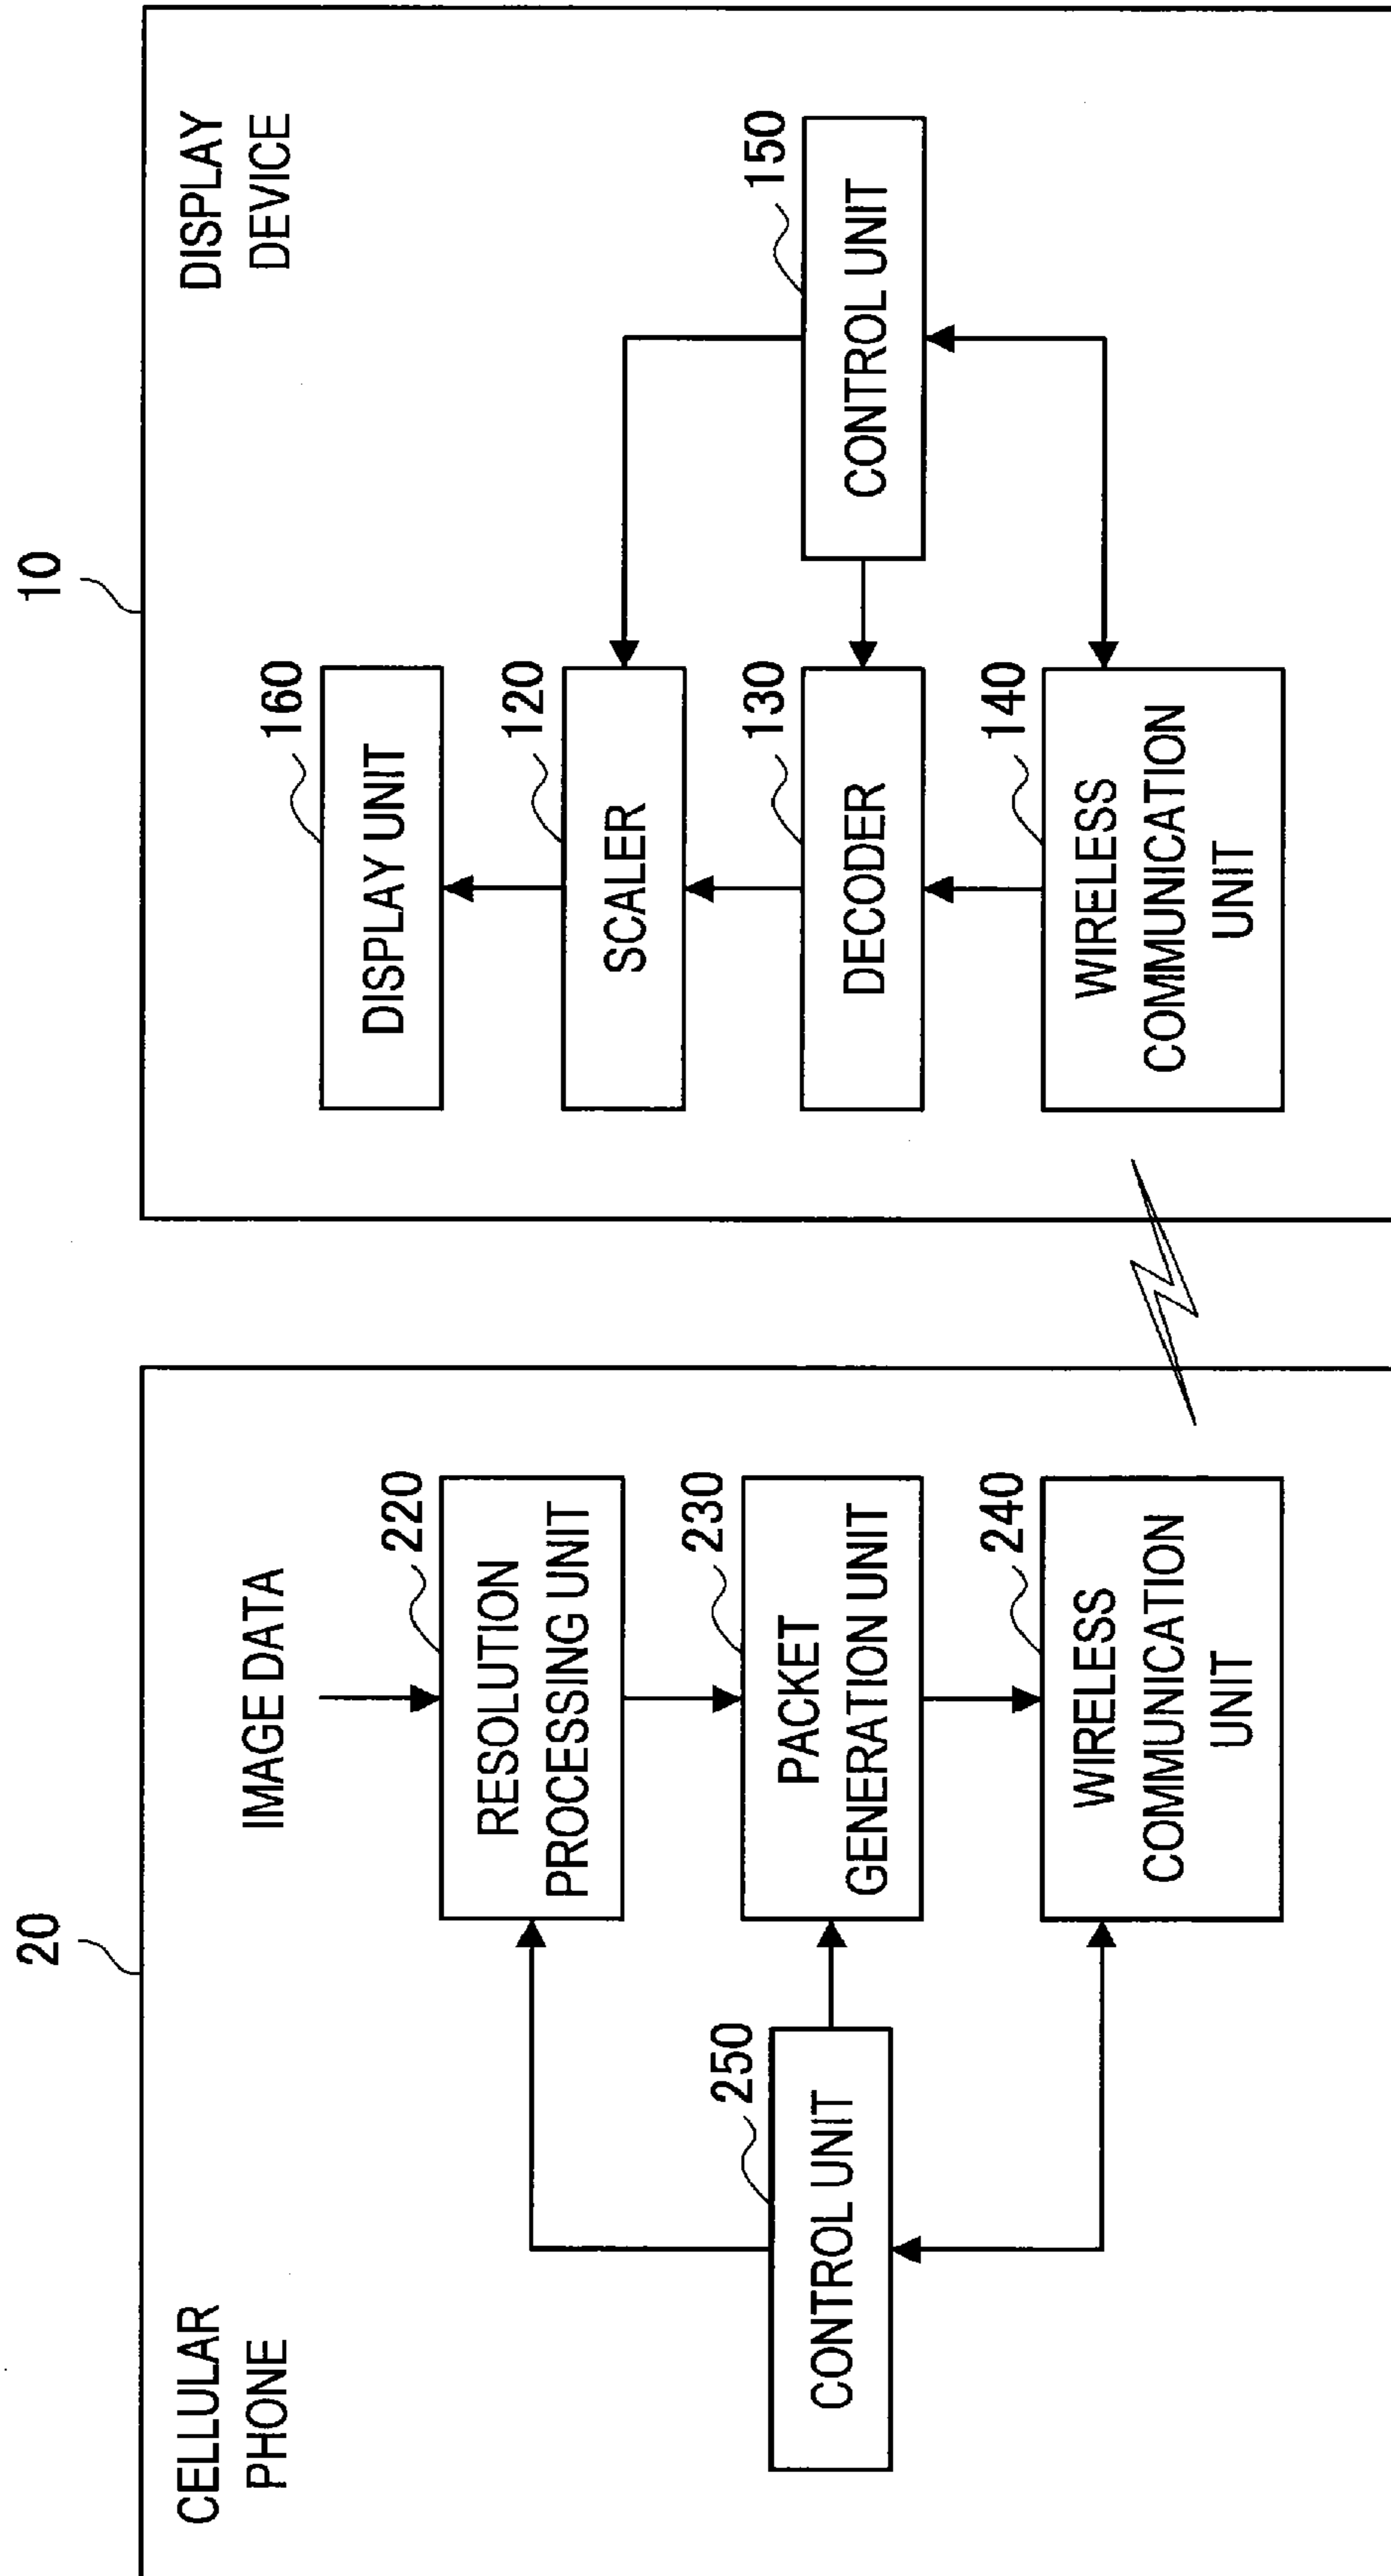 20
CELLULAR
PHONE
IMAGE DATA
220
RESOLUTION
PROCESSING UNIT
250
CONTROL UNIT
230
PACKET
GENERATION UNIT
240
WIRELESS
COMMUNICATION
UNIT
10
DISPLAY
DEVICE
160
DISPLAY UNIT
120
SCALER
130
DECODER
150
CONTROL UNIT
140
WIRELESS
COMMUNICATION
UNIT